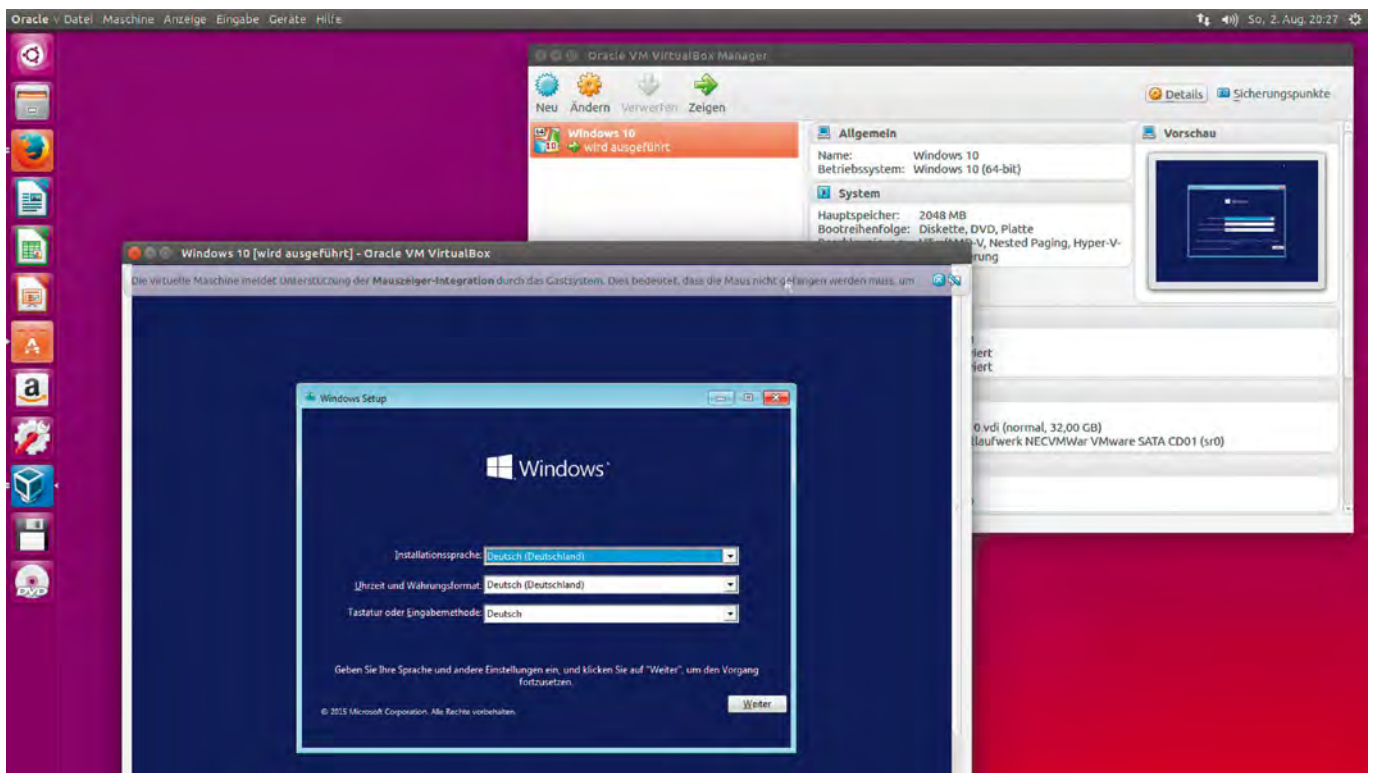 Oracle V Datei Maschine Anzeige Eingabe Geräte Hilfe
So, 2. Aug. 20:27
Oracle VM VirtualBox Manager
Neu Ändern Verwerfen Zeigen
Details Sicherungspunkte
Windows 10
wird ausgeführt
10
Allgemein
Name: Windows 10
Betriebssystem: Windows 10 (64-bit)
System
Hauptspeicher: 2048 MB
Bootreihenfolge: Diskette, DVD, Platte
-V, Nested Paging, Hyper-V-
rung
Vorschau
iert
iert
0.vdi (normal, 32,00 GB)
laufwerk NECVMWar VMware SATA CD01 (sr0)
Windows 10 [wird ausgeführt] - Oracle VM VirtualBox
Die virtuelle Maschine meldet Unterstützung der Mauszeiger-Integration durch das Gastsystem. Dies bedeutet, dass die Maus nicht gefangen werden muss, um
Windows Setup
Windows
Installationssprache: Deutsch (Deutschland)
Uhrzeit und Währungsformat: Deutsch (Deutschland)
Tastatur oder Eingabemethode: Deutsch
Geben Sie Ihre Sprache und andere Einstellungen ein, und klicken Sie auf "Weiter", um den Vorgang
fortzusetzen.
© 2015 Microsoft Corporation. Alle Rechte vorbehalten.
Weiter
a
DVD